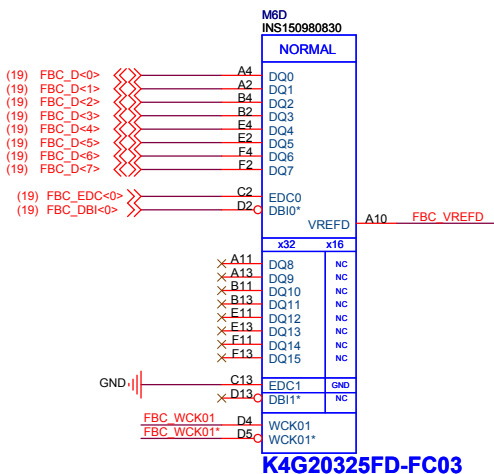 M6D
INS150980830
NORMAL
(19) FBC_D<0> A4 DQ0
(19) FBC_D<1> A2 DQ1
(19) FBC_D<2> B4 DQ2
(19) FBC_D<3> B2 DQ3
(19) FBC_D<4> E4 DQ4
(19) FBC_D<5> E2 DQ5
(19) FBC_D<6> F4 DQ6
(19) FBC_D<7> F2 DQ7
(19) FBC_EDC<0> C2 EDC0
(19) FBC_DBI<0> D2 DBI0*
VREFD A10 FBC_VREFD
x32 x16
A11 DQ8 NC
A13 DQ9 NC
B11 DQ10 NC
B13 DQ11 NC
E11 DQ12 NC
E13 DQ13 NC
F11 DQ14 NC
F13 DQ15 NC
GND C13 EDC1 GND
D13 DBI1* NC
FBC_WCK01 D4 WCK01
FBC_WCK01* D5 WCK01*
K4G20325FD-FC03